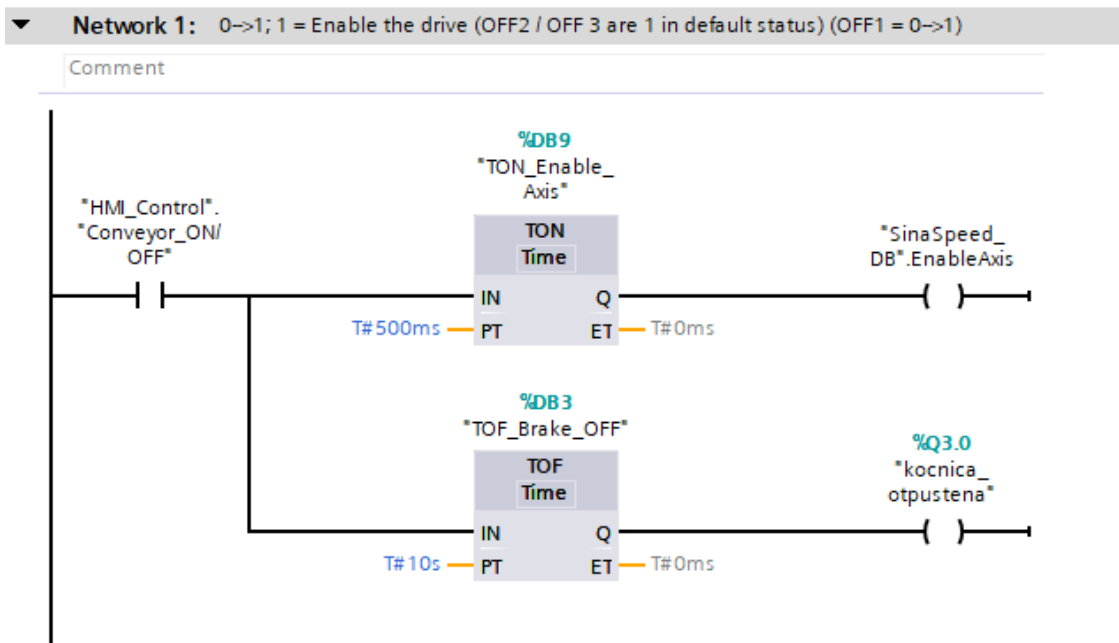 Network 1: 0-->1; 1 = Enable the drive (OFF2 / OFF 3 are 1 in default status) (OFF1 = 0-->1)
Comment
%DB9
"TON_Enable_
Axis"
"HMI_Control".
"Conveyor_ON/
OFF"
TON
Time
"SinaSpeed_
DB".EnableAxis
IN Q
T#500ms PT ET T#0ms
%DB3
"TOF_Brake_OFF"
TOF
Time
%Q3.0
"kocnica_
otpustena"
IN Q
T#10s PT ET T#0ms